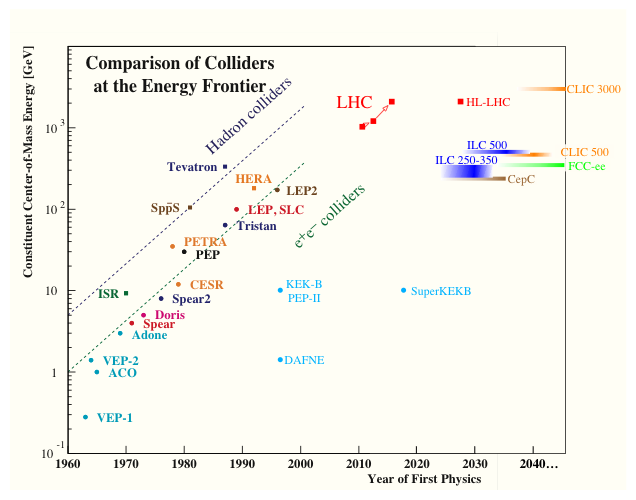 Comparison of Colliders
at the Energy Frontier
Constituent Center-of-Mass Energy [GeV]
Hadron colliders
LHC
HL-LHC
CLIC 3000
ILC 500
CLIC 500
ILC 250-350
FCC-ee
CepC
Tevatron
HERA
LEP2
Spp̄S
LEP, SLC
Tristan
e⁺e⁻ colliders
PETRA
PEP
CESR
ISR
Spear2
KEK-B
PEP-II
SuperKEKB
Doris
Spear
Adone
VEP-2
ACO
DAFNE
VEP-1
10³
10²
10
1
10⁻¹
1960 1970 1980 1990 2000 2010 2020 2030 2040…
Year of First Physics